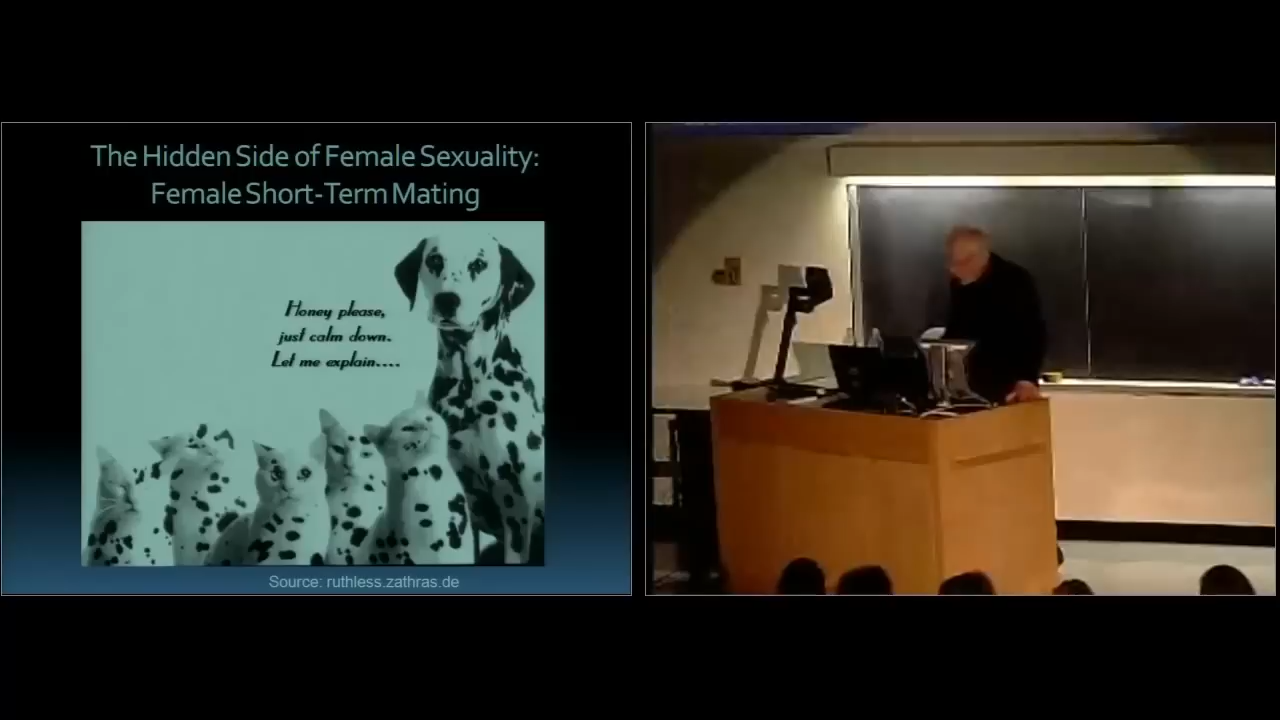 The Hidden Side of Female Sexuality:
Female Short-Term Mating
Honey please,
just calm down.
Let me explain....
Source: ruthless.zathras.de